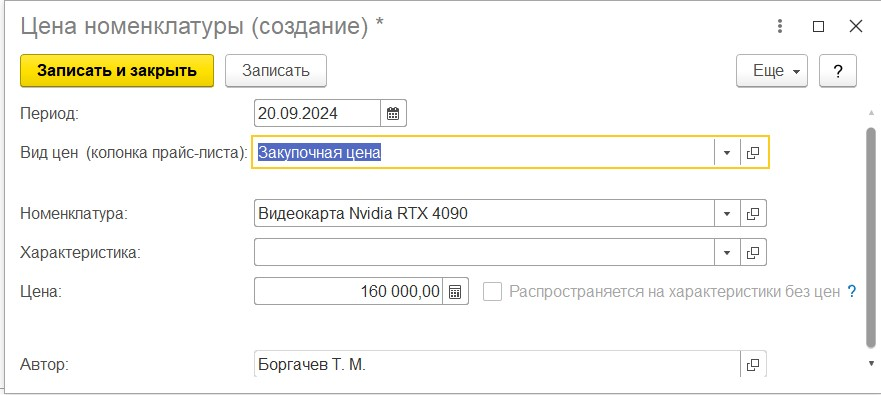 Цена номенклатуры (создание) *
Записать и закрыть Записать Еще ?
Период: 20.09.2024
Вид цен (колонка прайс-листа): Закупочная цена
Номенклатура: Видеокарта Nvidia RTX 4090
Характеристика:
Цена: 160 000,00 Распространяется на характеристики без цен ?
Автор: Боргачев Т. М.